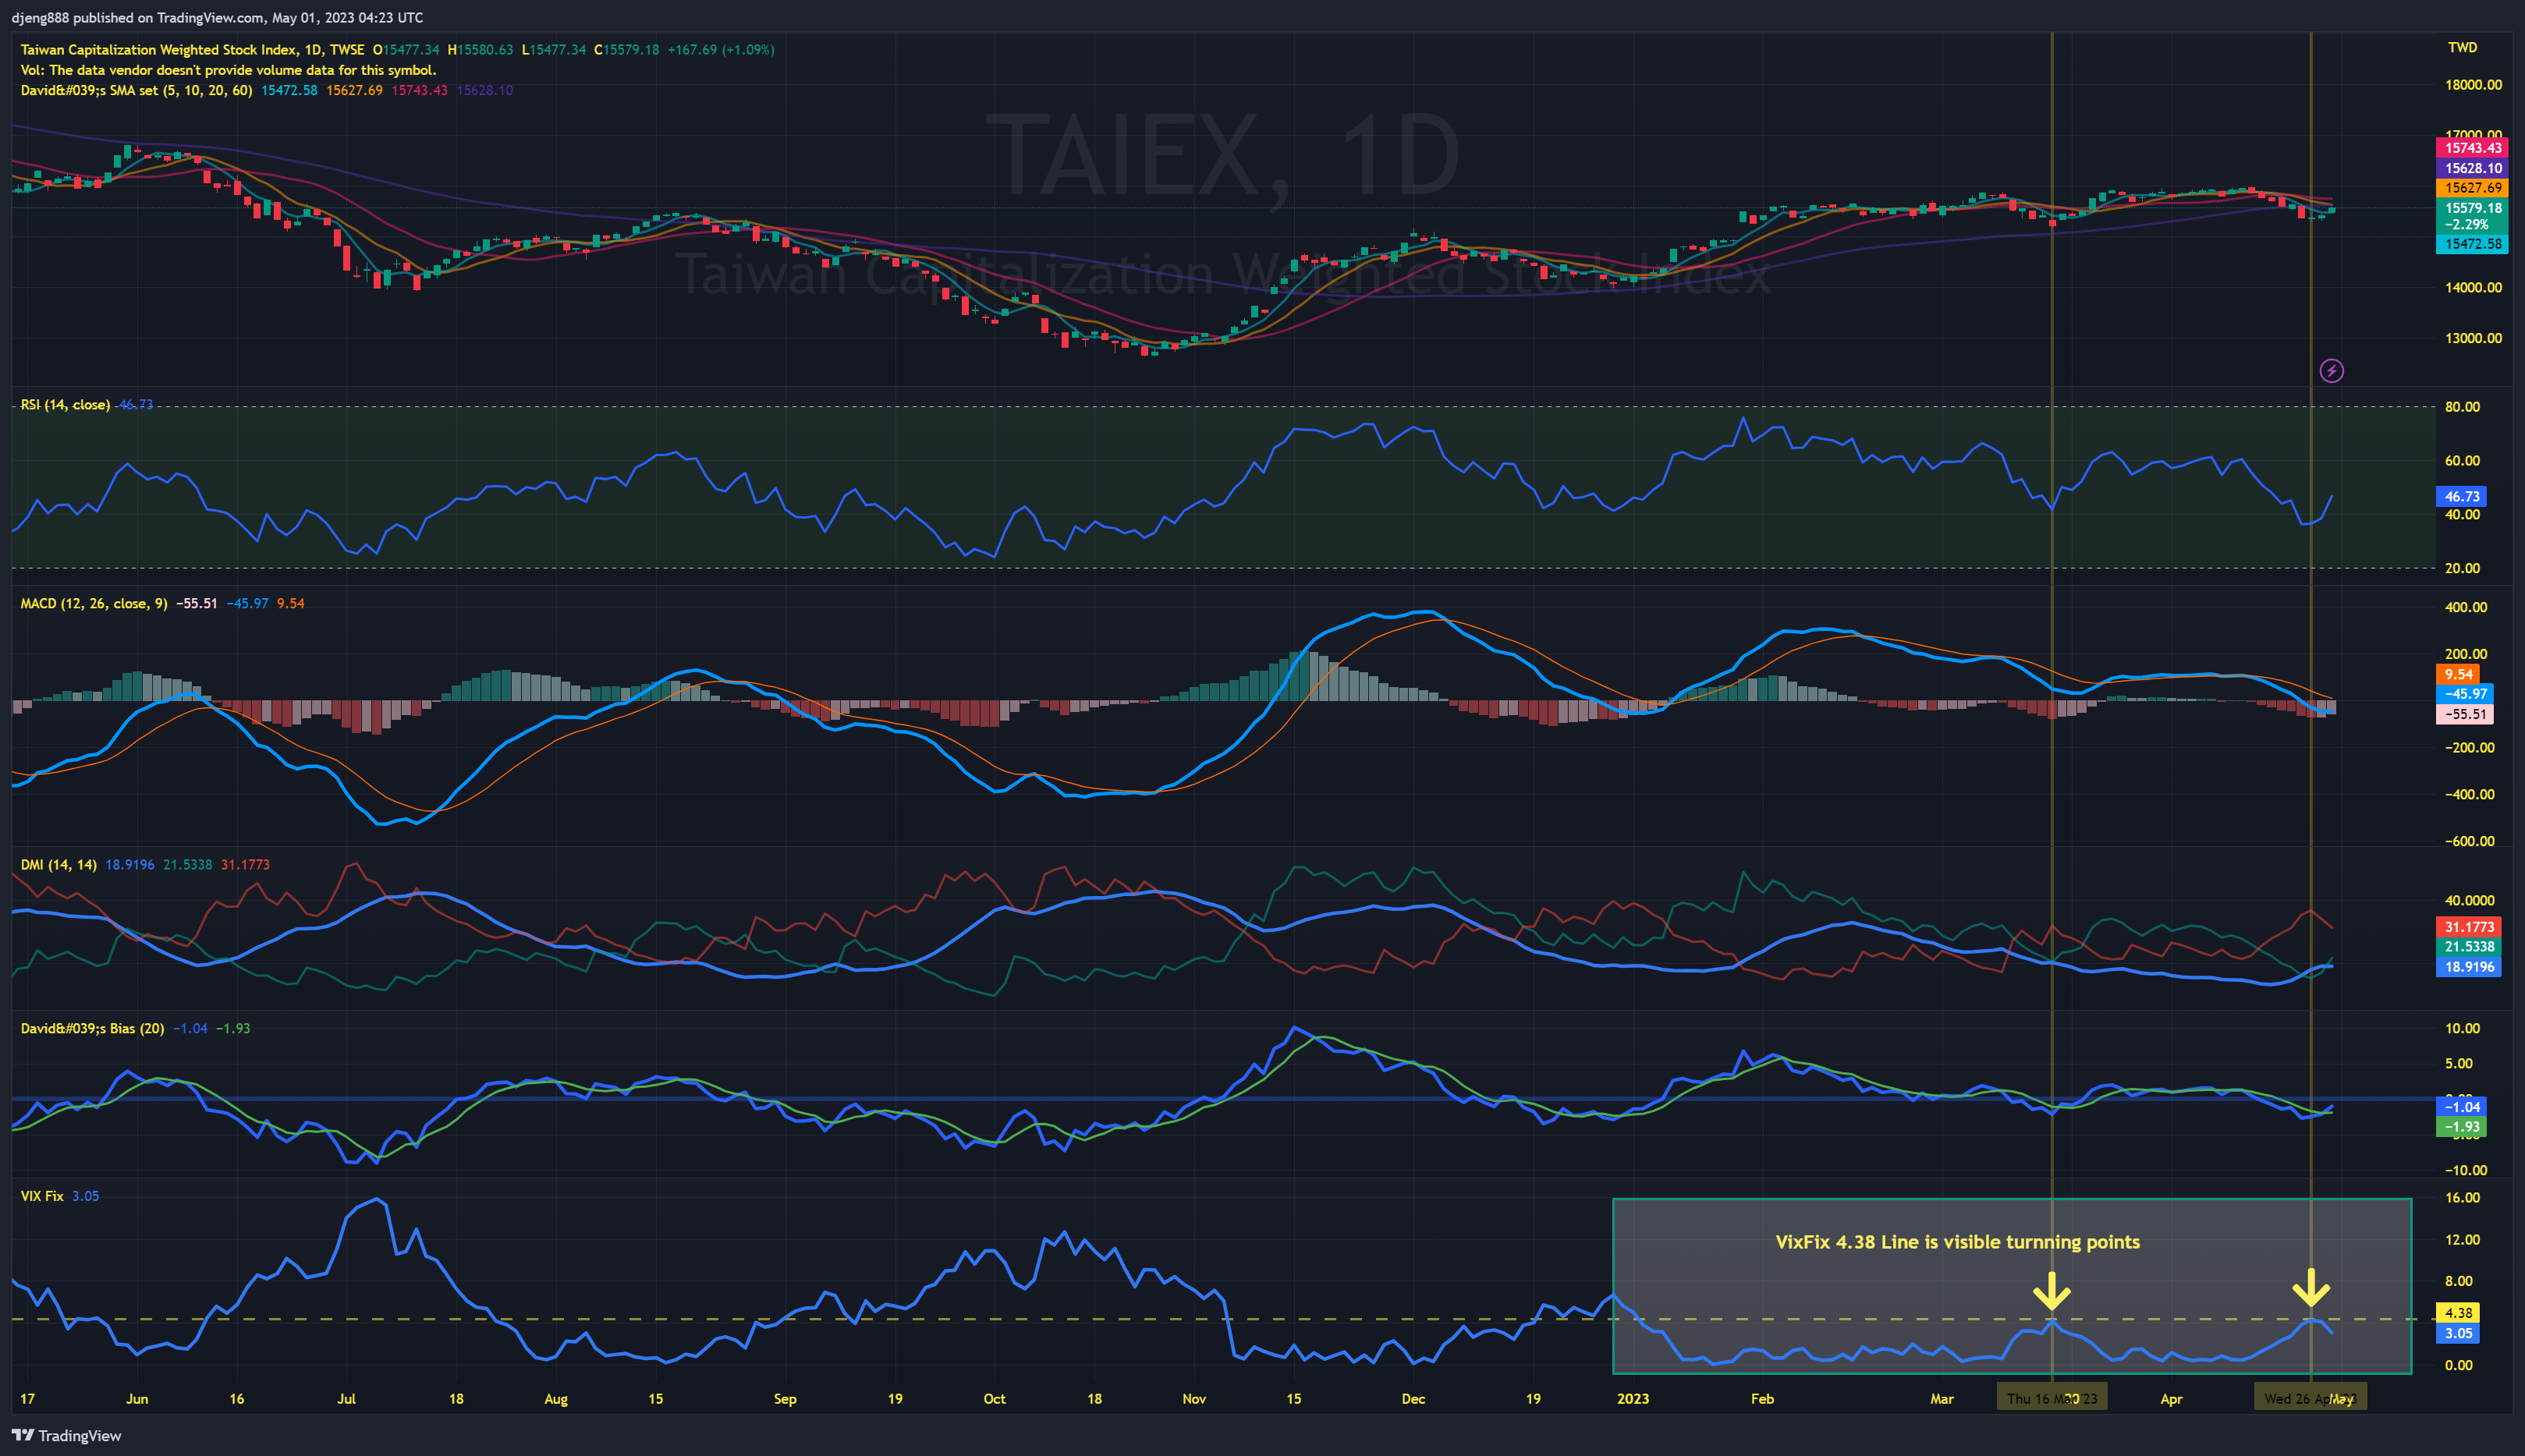 djeng888 published on TradingView.com, May 01, 2023 04:23 UTC
Taiwan Capitalization Weighted Stock Index, 1D, TWSE O15477.34 H15580.63 L15477.34 C15579.18 +167.69 (+1.09%)
Vol: The data vendor doesn't provide volume data for this symbol.
David&#039;s SMA set (5, 10, 20, 60) 15472.58 15627.69 15743.43 15628.10
TAIEX, 1D
Taiwan Capitalization Weighted Stock Index
TWD
18000.00
17000.00
15743.43
15628.10
15627.69
15579.18
−2.29%
15472.58
14000.00
13000.00
RSI (14, close) 46.73
80.00
60.00
46.73
40.00
20.00
MACD (12, 26, close, 9) −55.51 −45.97 9.54
400.00
200.00
9.54
−45.97
−55.51
−200.00
−400.00
−600.00
DMI (14, 14) 18.9196 21.5338 31.1773
40.0000
31.1773
21.5338
18.9196
David&#039;s Bias (20) −1.04 −1.93
10.00
5.00
−1.04
−1.93
−10.00
VIX Fix 3.05
VixFix 4.38 Line is visible turnning points
16.00
12.00
8.00
4.38
3.05
0.00
17 Jun 16 Jul 18 Aug 15 Sep 19 Oct 18 Nov 15 Dec 19 2023 Feb Mar Thu 16 Mar '23 Apr Wed 26 Apr '23 May
TradingView